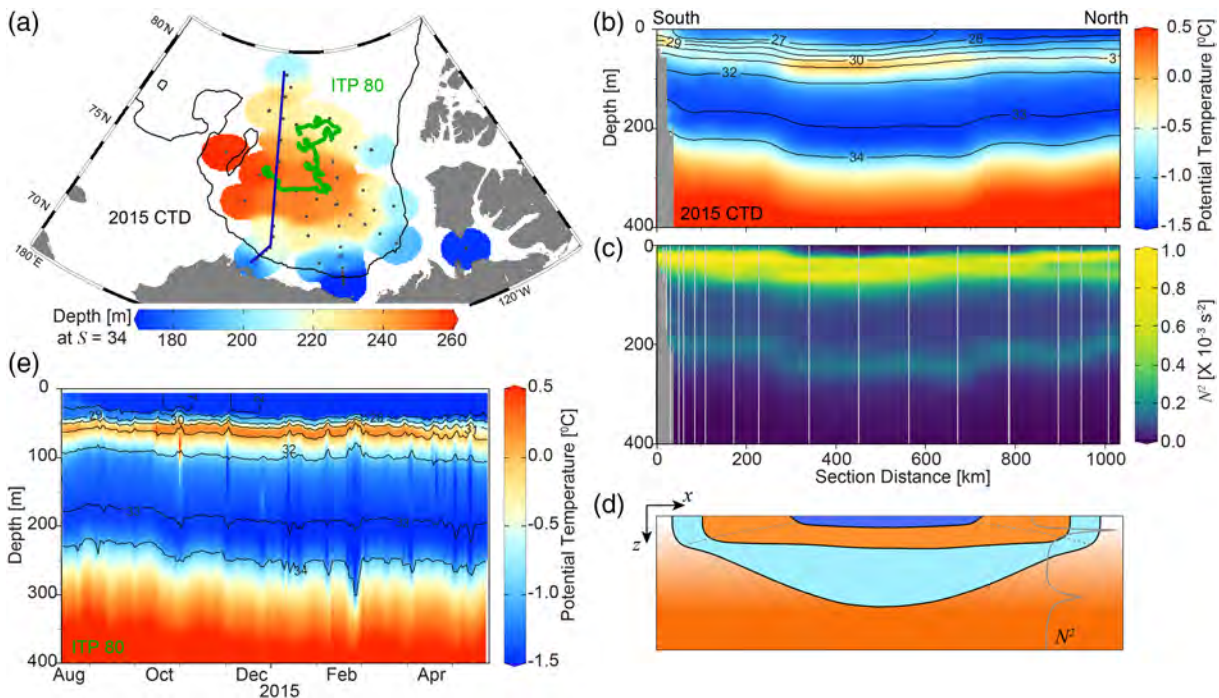 (a)
80°N
75°N
70°N
180°E
120°W
ITP 80
2015 CTD
Depth [m]
at S = 34
180 200 220 240 260
(b)
South North
0
200
400
Depth [m]
29 27 26
30 31
32
34
2015 CTD
0.5
0.0
-0.5
-1.0
-1.5
Potential Temperature [⁰C]
(c)
0
200
400
0 200 400 600 800 1000
Section Distance [km]
1.0
0.8
0.6
0.4
0.2
0.0
N² [X 10⁻³ s⁻²]
(d)
x
z
N²
(e)
0
100
200
300
400
Depth [m]
29 30 28
31
32
34
ITP 80
Aug Oct Dec Feb Apr
2015
0.5
0.0
-0.5
-1.0
-1.5
Potential Temperature [⁰C]